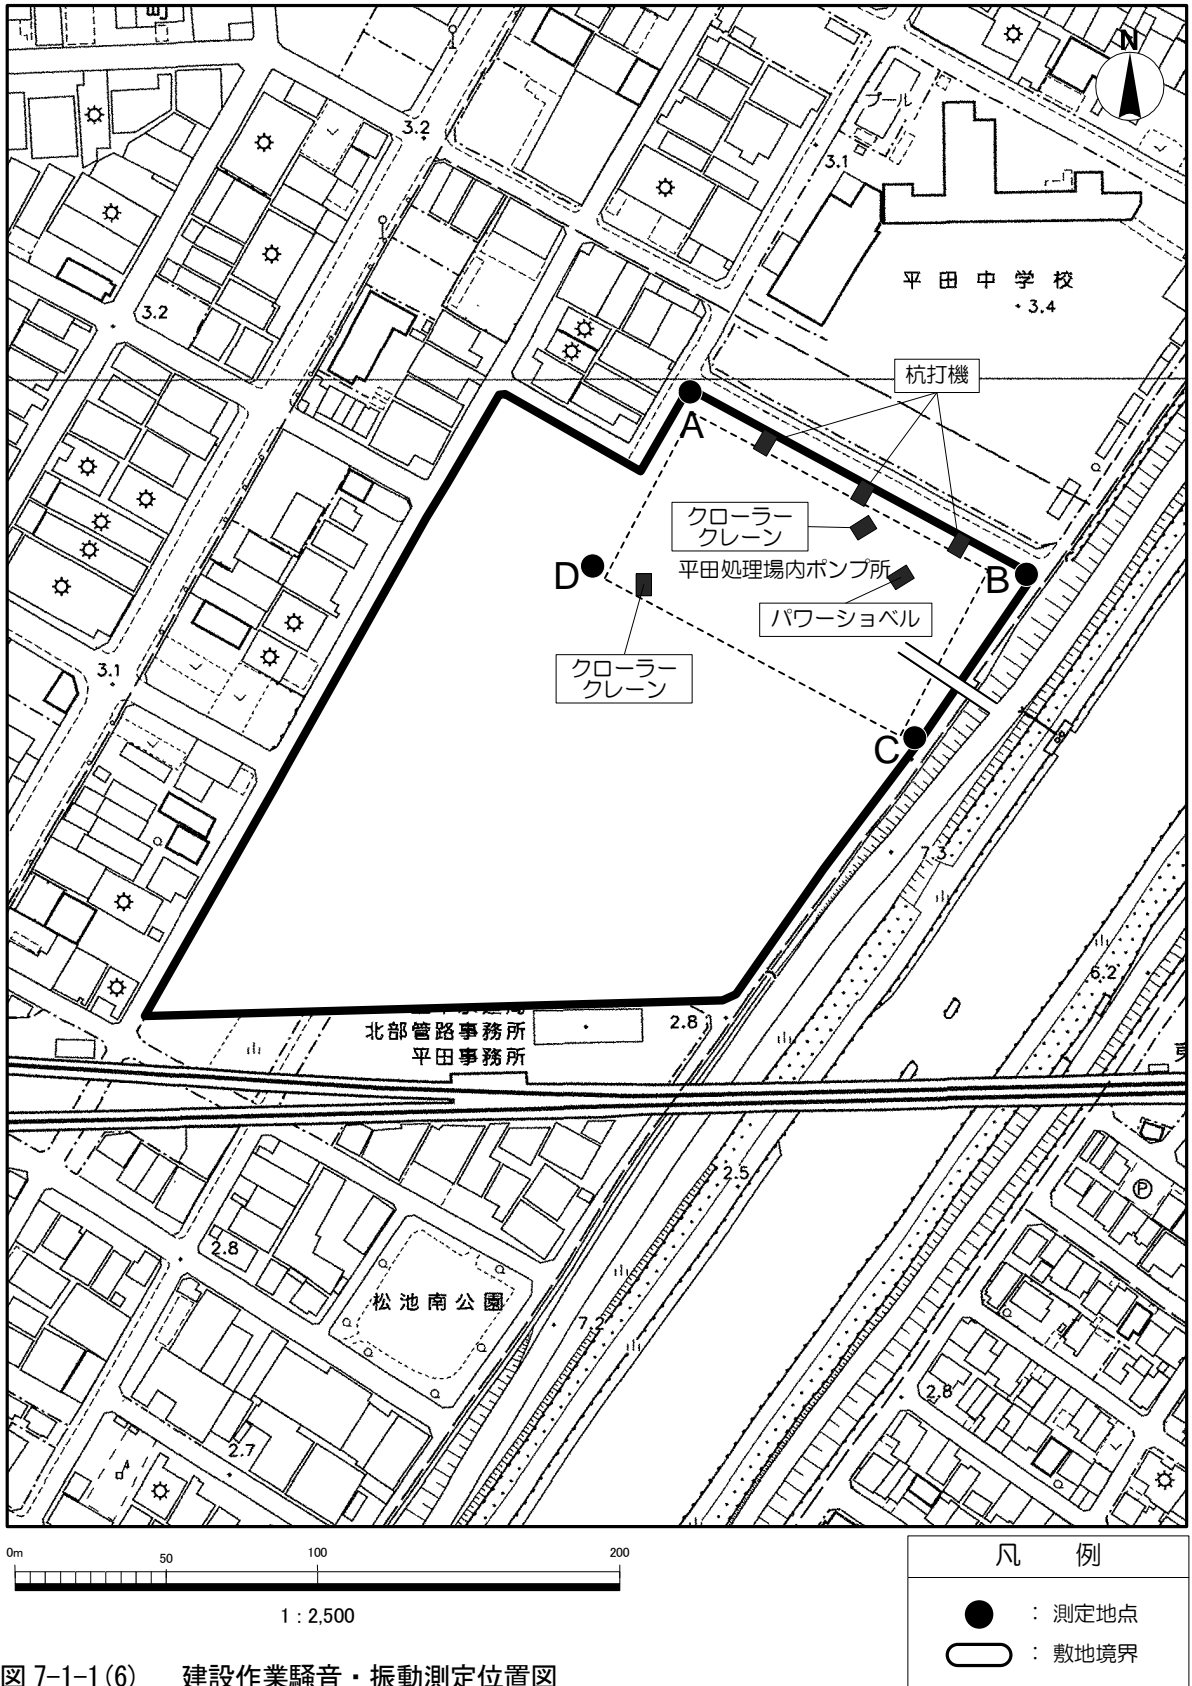 N
プール
3.2
3.1
平田中学校
3.4
3.2
杭打機
A
クローラー
クレーン
平田処理場内ポンプ所
D
B
パワーショベル
クローラー
クレーン
3.1
C
7.3
6.2
北部管路事務所
平田事務所
2.8
2.5
P
2.8
松池南公園
7.2
2.8
2.7
0m 50 100 200
1 : 2,500
凡 例
: 測定地点
: 敷地境界
図 7-1-1(6) 建設作業騒音・振動測定位置図